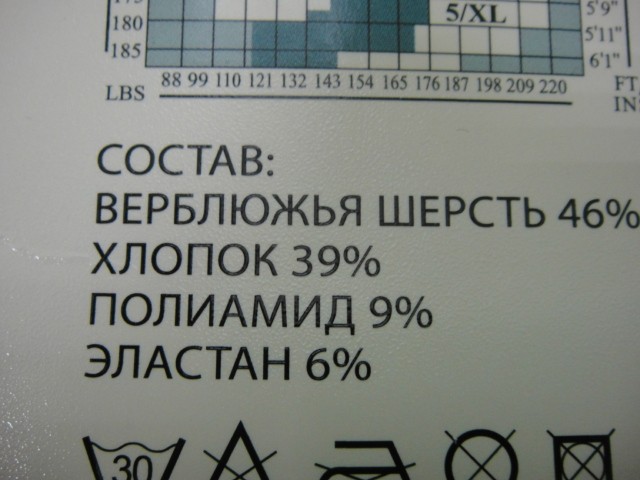 5/XL 5'9"
180 5'11"
185 6'1"
88 99 110 121 132 143 154 165 176 187 198 209 220
LBS FT
IN
СОСТАВ:
ВЕРБЛЮЖЬЯ ШЕРСТЬ 46%
ХЛОПОК 39%
ПОЛИАМИД 9%
ЭЛАСТАН 6%
30